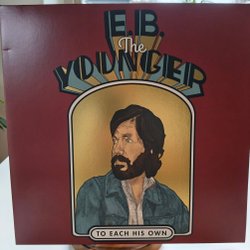 E.B.
The
YOUNGER
TO EACH HIS OWN